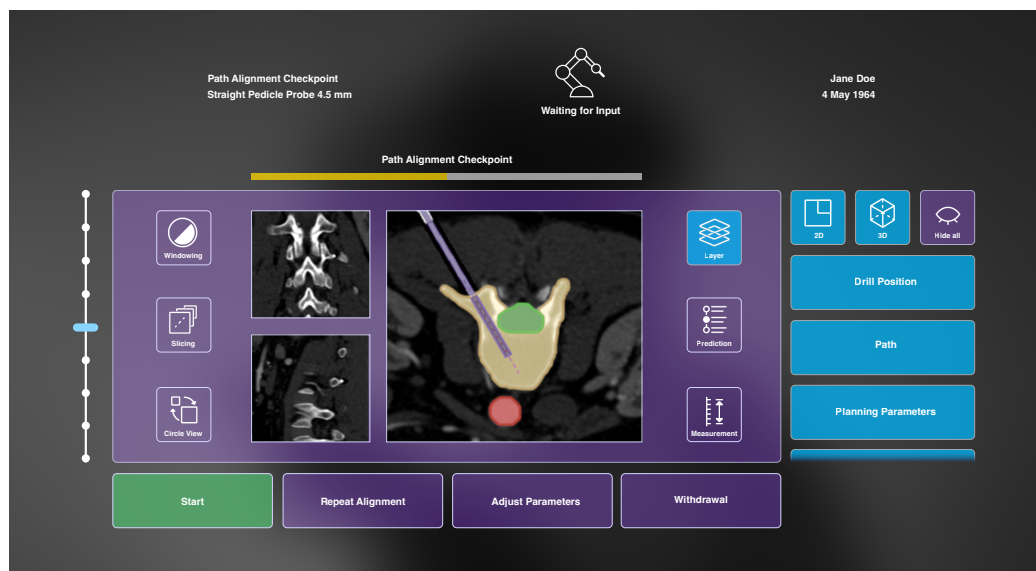 Path Alignment Checkpoint
Straight Pedicle Probe 4.5 mm
Waiting for Input
Jane Doe
4 May 1964
Path Alignment Checkpoint
Windowing
Slicing
Circle View
Layer
Prediction
Measurement
2D
3D
Hide all
Drill Position
Path
Planning Parameters
Start
Repeat Alignment
Adjust Parameters
Withdrawal